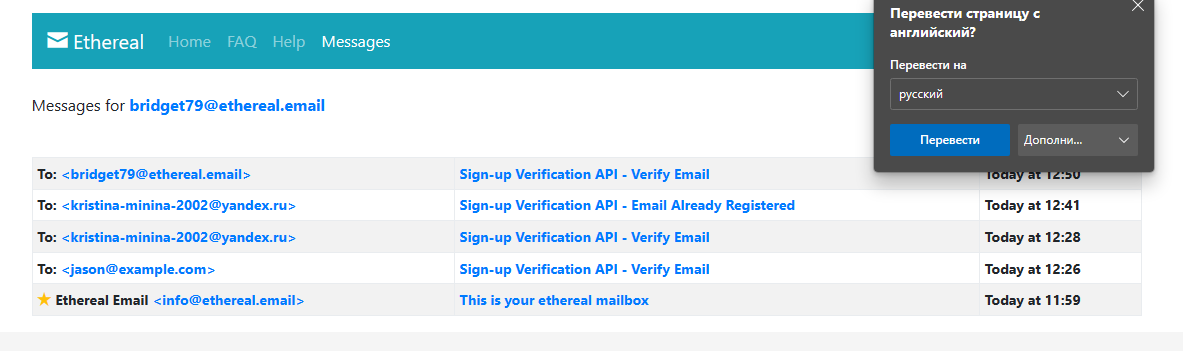 Ethereal Home FAQ Help Messages
Перевести страницу с
английский?
Перевести на
русский
Перевести Дополни...
Messages for bridget79@ethereal.email
To: <bridget79@ethereal.email> Sign-up Verification API - Verify Email Today at 12:50
To: <kristina-minina-2002@yandex.ru> Sign-up Verification API - Email Already Registered Today at 12:41
To: <kristina-minina-2002@yandex.ru> Sign-up Verification API - Verify Email Today at 12:28
To: <jason@example.com> Sign-up Verification API - Verify Email Today at 12:26
Ethereal Email <info@ethereal.email> This is your ethereal mailbox Today at 11:59